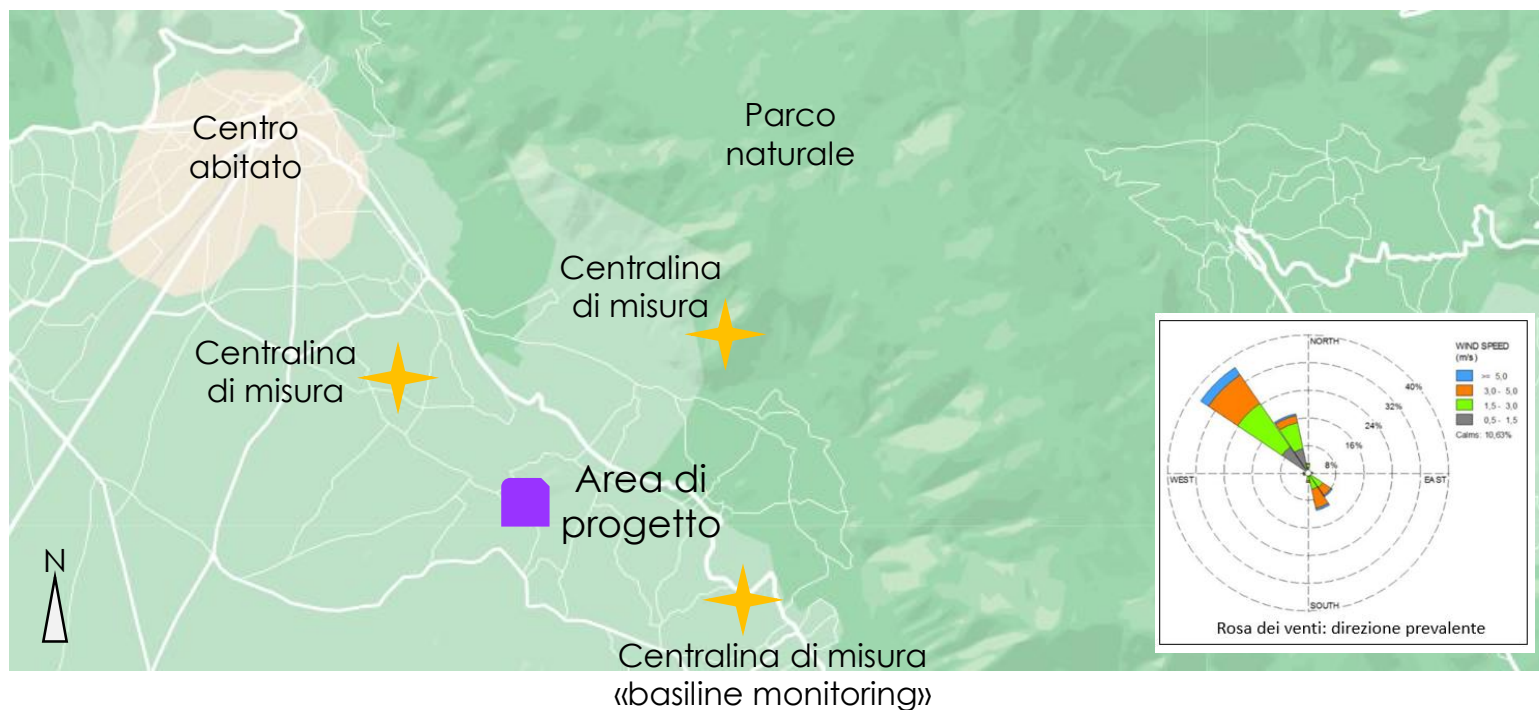 Centro
abitato
Parco
naturale
Centralina
di misura
Centralina
di misura
Area di
progetto
N
Centralina di misura
«basiline monitoring»
NORTH
WEST
EAST
SOUTH
8%
16%
24%
32%
40%
WIND SPEED
(m/s)
>= 5,0
3,0 - 5,0
1,5 - 3,0
0,5 - 1,5
Calms: 10,63%
Rosa dei venti: direzione prevalente